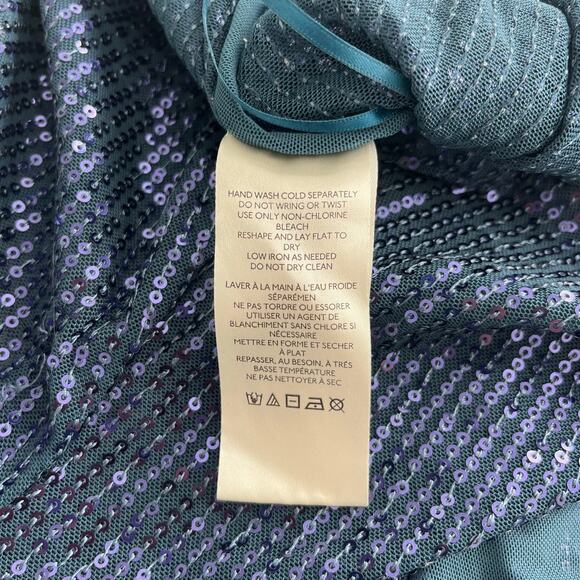 HAND WASH COLD SEPARATELY
DO NOT WRING OR TWIST
USE ONLY NON-CHLORINE
BLEACH
RESHAPE AND LAY FLAT TO
DRY
LOW IRON AS NEEDED
DO NOT DRY CLEAN
LAVER À LA MAIN À L'EAU FROIDE
SÉPARÉMEN
NE PAS TORDRE OU ESSORER
UTILISER UN AGENT DE
BLANCHIMENT SANS CHLORE SI
NÉCESSAIRE
METTRE EN FORME ET SECHER
À PLAT
REPASSER, AU BESOIN, À TRÉS
BASSE TEMPÉRATURE
NE PAS NETTOYER À SEC